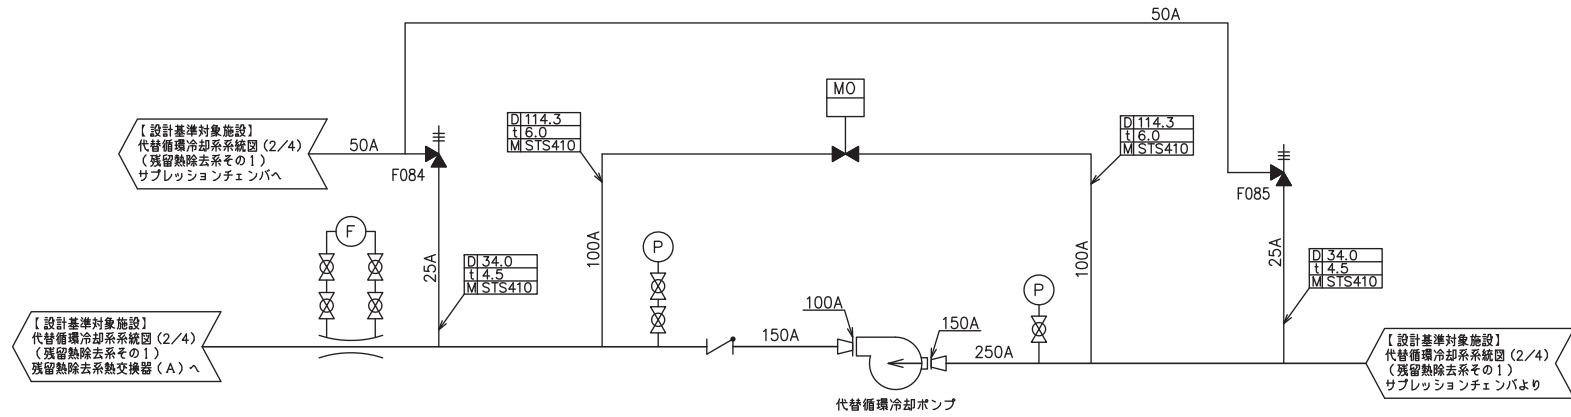 50A
MO
D 114.3
t 6.0
M STS410
D 114.3
t 6.0
M STS410
【設計基準対象施設】
代替循環冷却系系統図(2/4)
(残留熱除去系その1)
サプレッションチェンバへ
50A
F084
F085
F
25A
D 34.0
t 4.5
M STS410
100A
P
100A
25A
D 34.0
t 4.5
M STS410
P
【設計基準対象施設】
代替循環冷却系系統図(2/4)
(残留熱除去系その1)
残留熱除去系熱交換器(A)へ
150A
100A
150A
250A
【設計基準対象施設】
代替循環冷却系系統図(2/4)
(残留熱除去系その1)
サプレッションチェンバより
代替循環冷却ポンプ